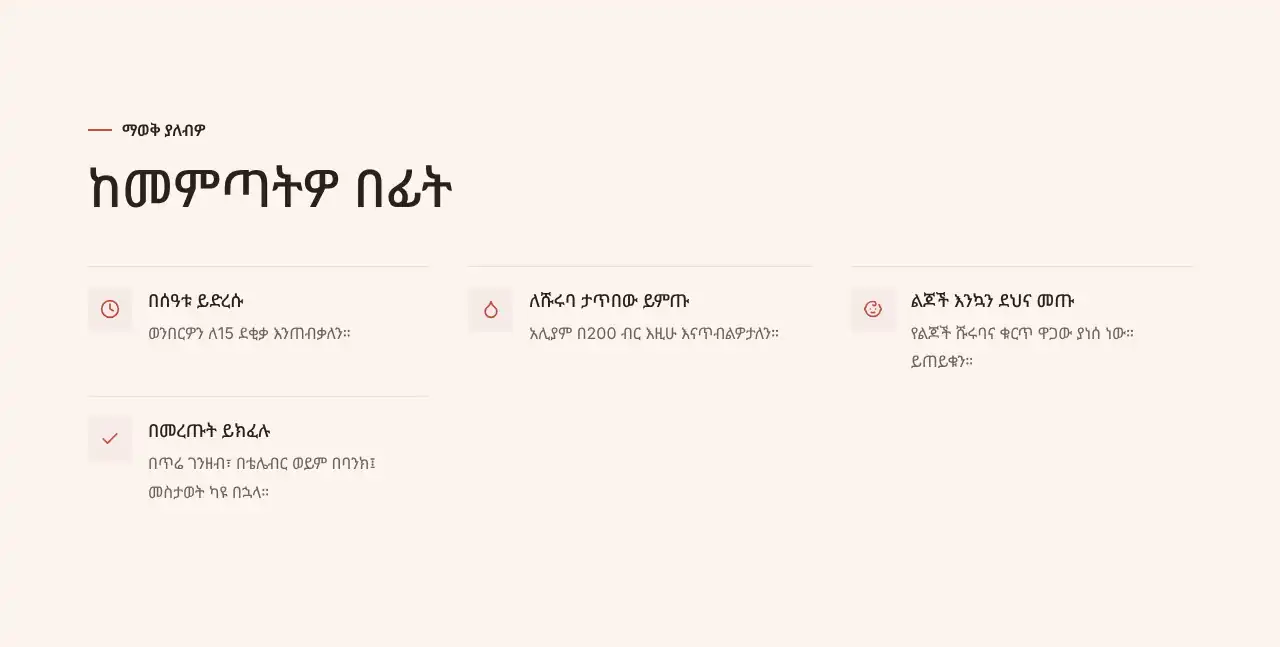 ማወቅ ያለብዎ
ከመምጣትዎ በፊት
በሰዓቱ ይድረሱ
ወንበርዎን ለ15 ደቂቃ እንጠብቃለን።
ለሹሩባ ታጥበው ይምጡ
አሊያም በ200 ብር እዚሁ እናጥብልዎታለን።
ልጆች እንኳን ደህና መጡ
የልጆች ሹሩባና ቁርጥ ዋጋው ያነሰ ነው።
ይጠይቁን።
በመረጡት ይክፈሉ
በጥሬ ገንዘብ፣ በቴሌብር ወይም በባንክ፤
መስታወት ካዩ በኋላ።